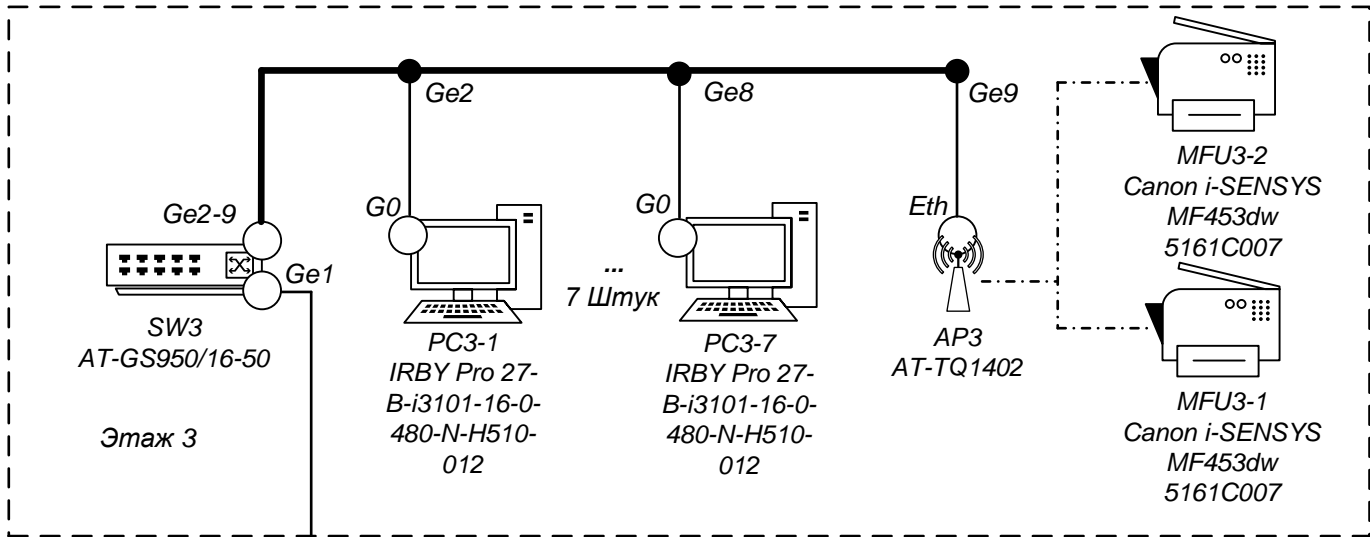 Ge2
Ge8
Ge9
Ge2-9
Ge1
SW3
AT-GS950/16-50
Этаж 3
G0
PC3-1
IRBY Pro 27-
B-i3101-16-0-
480-N-H510-
012
...
7 Штук
G0
PC3-7
IRBY Pro 27-
B-i3101-16-0-
480-N-H510-
012
Eth
AP3
AT-TQ1402
MFU3-2
Canon i-SENSYS
MF453dw
5161C007
MFU3-1
Canon i-SENSYS
MF453dw
5161C007